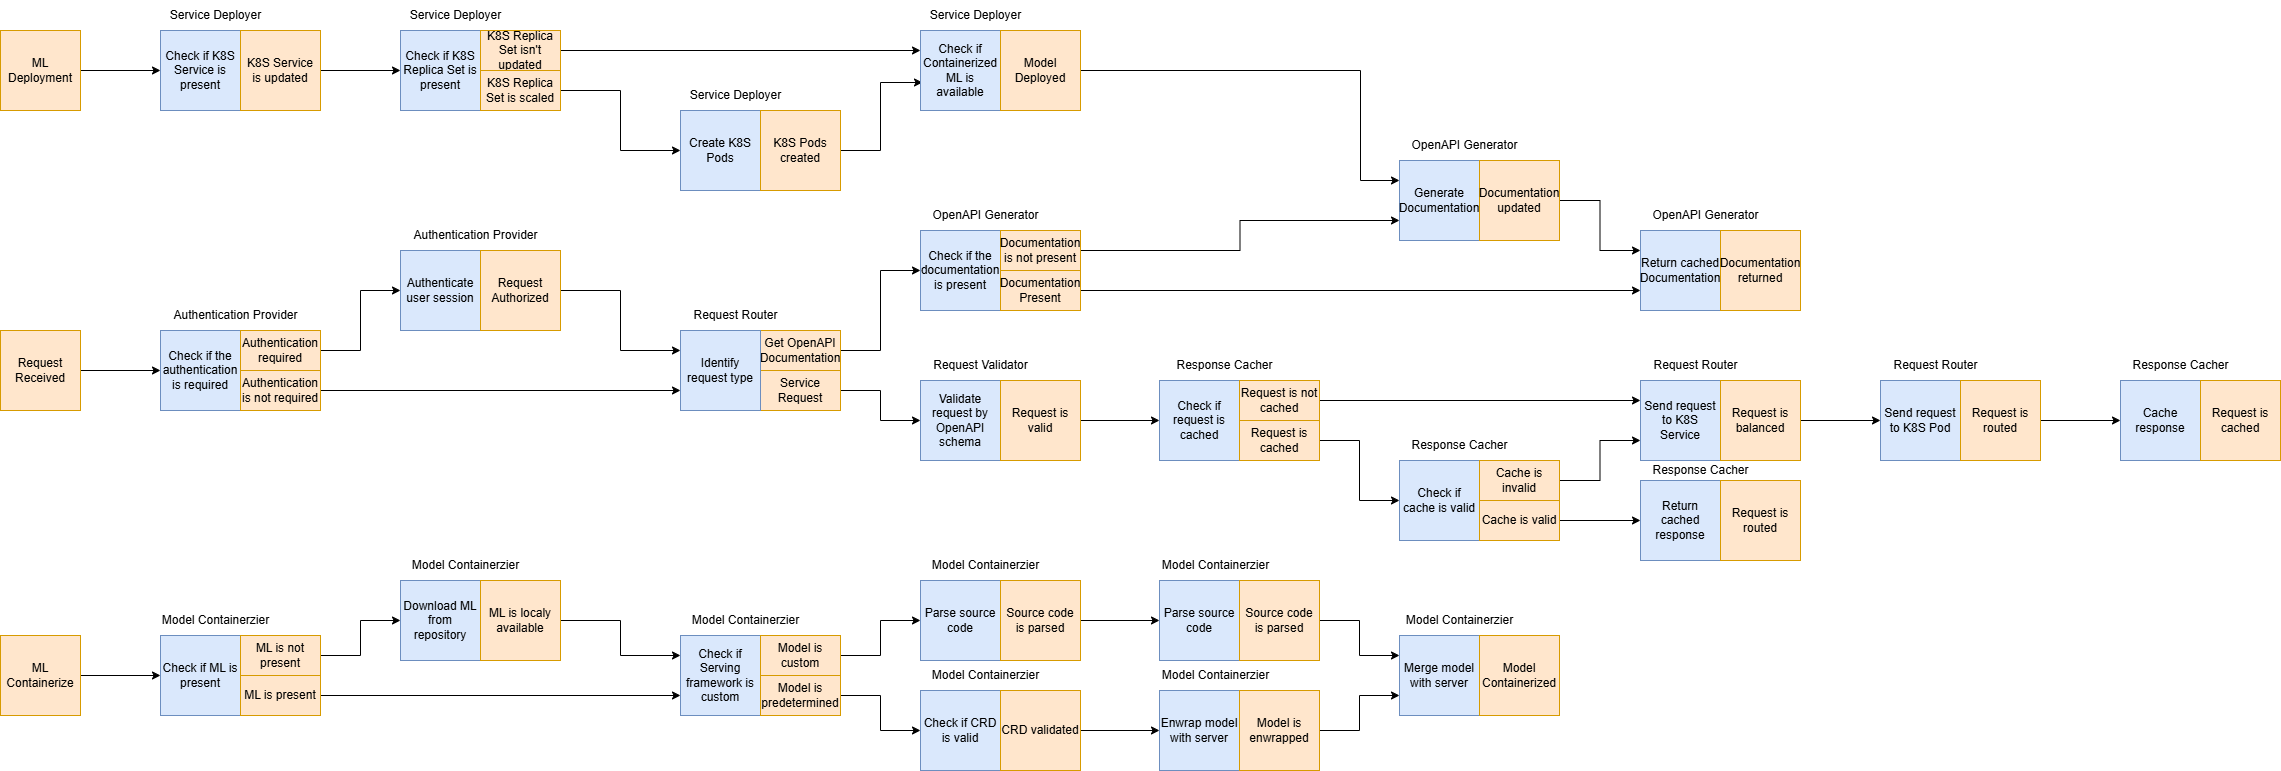 Service Deployer
Service Deployer
Service Deployer
ML
Deployment
Check if K8S
Service is
present
K8S Service
is updated
Check if K8S
Replica Set is
present
K8S Replica
Set isn't
updated
K8S Replica
Set is scaled
Check if
Containerized
ML is
available
Model
Deployed
Service Deployer
Create K8S
Pods
K8S Pods
created
OpenAPI Generator
Generate
Documentation
Documentation
updated
OpenAPI Generator
Check if the
documentation
is present
Documentation
is not present
Documentation
Present
OpenAPI Generator
Return cached
Documentation
Documentation
returned
Authentication Provider
Authenticate
user session
Request
Authorized
Request
Received
Authentication Provider
Check if the
authentication
is required
Authentication
required
Authentication
is not required
Request Router
Identify
request type
Get OpenAPI
Documentation
Service
Request
Request Validator
Validate
request by
OpenAPI
schema
Request is
valid
Response Cacher
Check if
request is
cached
Request is not
cached
Request is
cached
Request Router
Send request
to K8S
Service
Request is
balanced
Request Router
Send request
to K8S Pod
Request is
routed
Response Cacher
Cache
response
Request is
cached
Response Cacher
Check if
cache is valid
Cache is
invalid
Cache is valid
Response Cacher
Return
cached
response
Request is
routed
ML
Containerize
Model Containerzier
Check if ML is
present
ML is not
present
ML is present
Model Containerzier
Download ML
from
repository
ML is localy
available
Model Containerzier
Check if
Serving
framework is
custom
Model is
custom
Model is
predetermined
Model Containerzier
Parse source
code
Source code
is parsed
Model Containerzier
Parse source
code
Source code
is parsed
Model Containerzier
Check if CRD
is valid
CRD validated
Model Containerzier
Enwrap model
with server
Model is
enwrapped
Model Containerzier
Merge model
with server
Model
Containerized